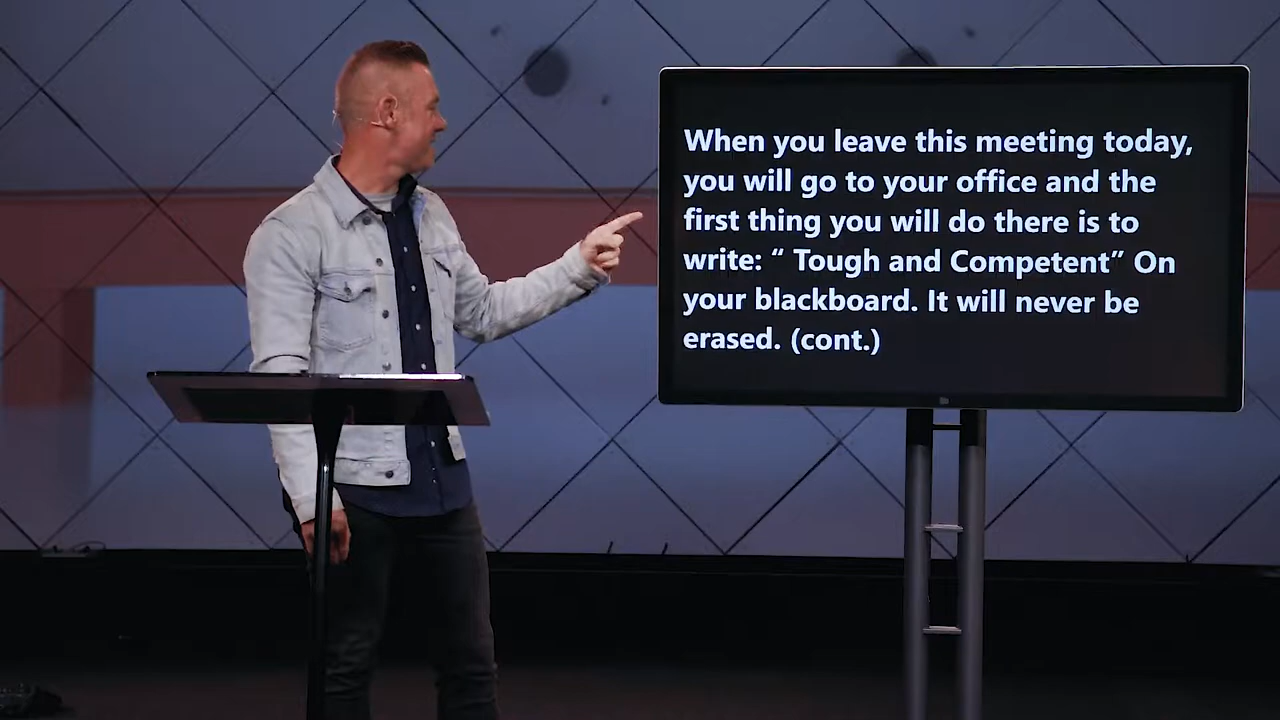 When you leave this meeting today,
you will go to your office and the
first thing you will do there is to
write: “ Tough and Competent” On
your blackboard. It will never be
erased. (cont.)